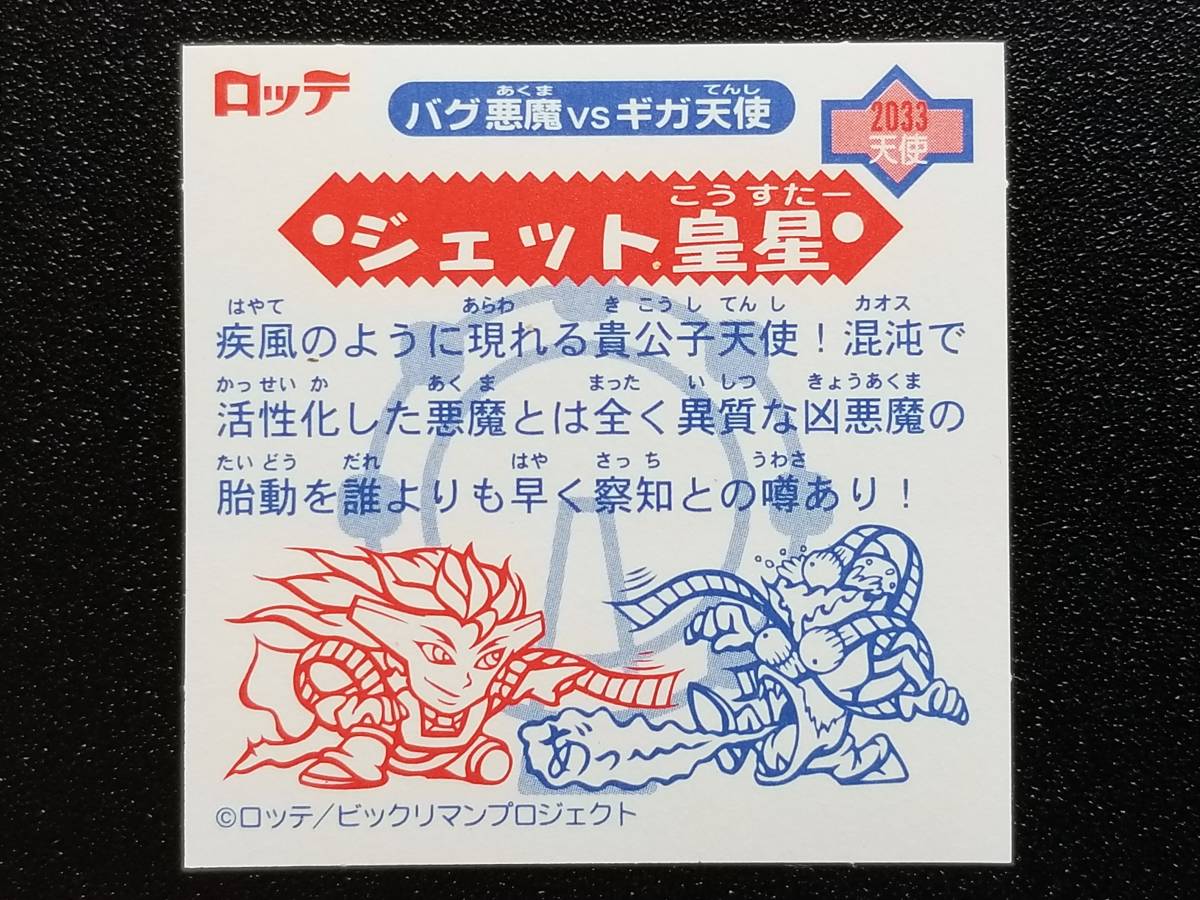 ロッテ
あくま てんし
バグ悪魔vsギガ天使
2033
天使
こうすたー
ジェット皇星
はやて あらわ き こう し てん し カオス
疾風のように現れる貴公子天使！混沌で
かっ せい か あく ま まった い しつ きょうあくま
活性化した悪魔とは全く異質な凶悪魔の
たい どう だれ はや さっ ち うわさ
胎動を誰よりも早く察知との噂あり！
あ゛っ〜〜
©ロッテ/ビックリマンプロジェクト